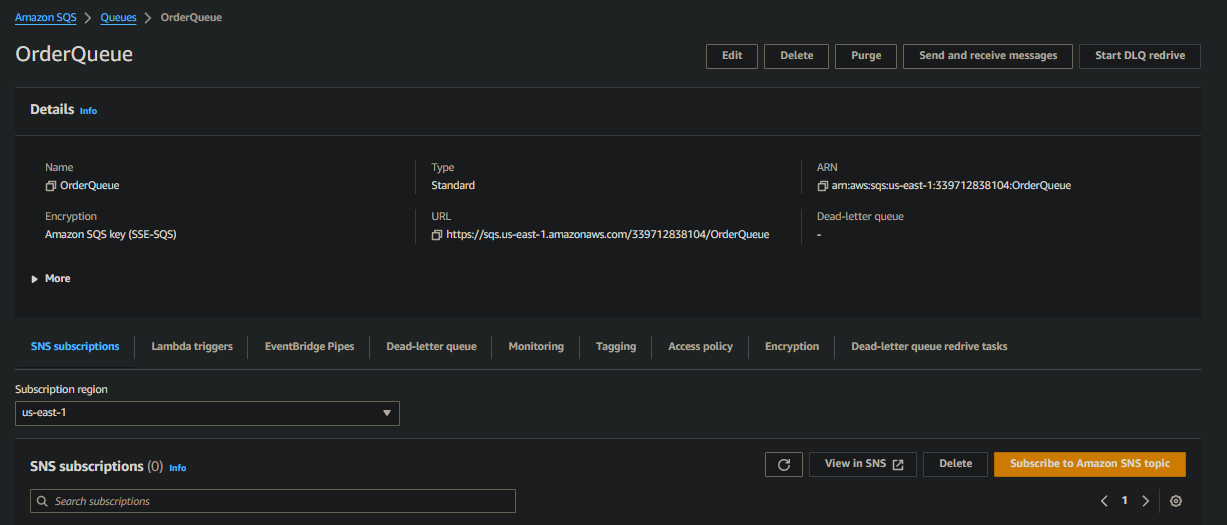 Amazon SQS > Queues > OrderQueue
OrderQueue
Edit Delete Purge Send and receive messages Start DLQ redrive
Details Info
Name Type ARN
OrderQueue Standard arn:aws:sqs:us-east-1:339712838104:OrderQueue
Encryption URL Dead-letter queue
Amazon SQS key (SSE-SQS) https://sqs.us-east-1.amazonaws.com/339712838104/OrderQueue -
More
SNS subscriptions Lambda triggers EventBridge Pipes Dead-letter queue Monitoring Tagging Access policy Encryption Dead-letter queue redrive tasks
Subscription region
us-east-1
SNS subscriptions (0) Info View in SNS Delete Subscribe to Amazon SNS topic
Search subscriptions 1